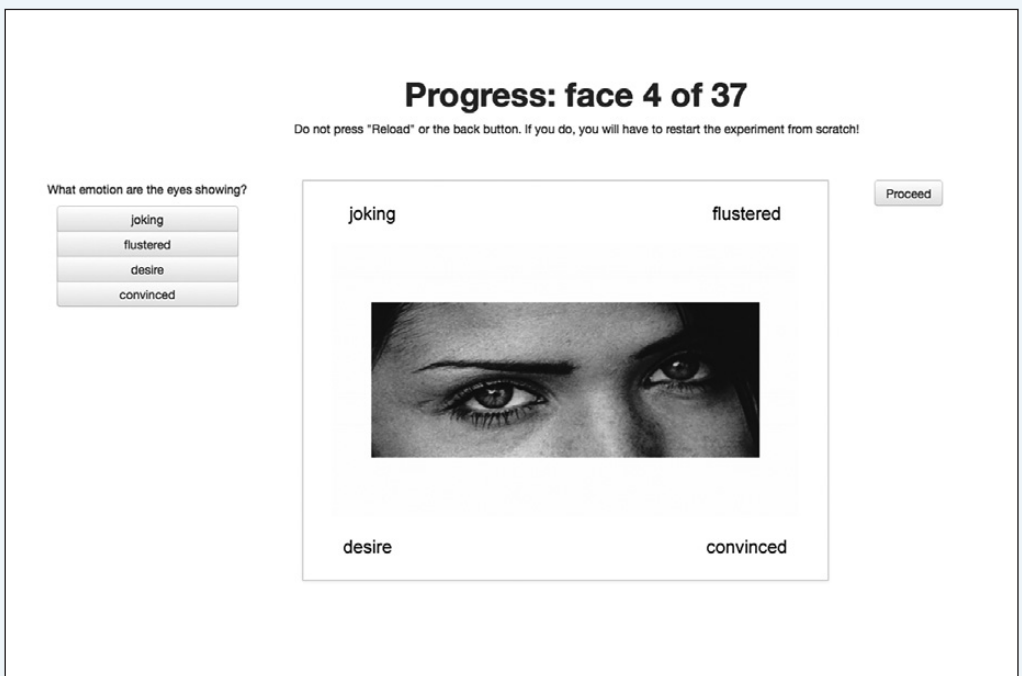 Progress: face 4 of 37
Do not press "Reload" or the back button. If you do, you will have to restart the experiment from scratch!
What emotion are the eyes showing?
joking
flustered
desire
convinced
joking flustered
desire convinced
Proceed